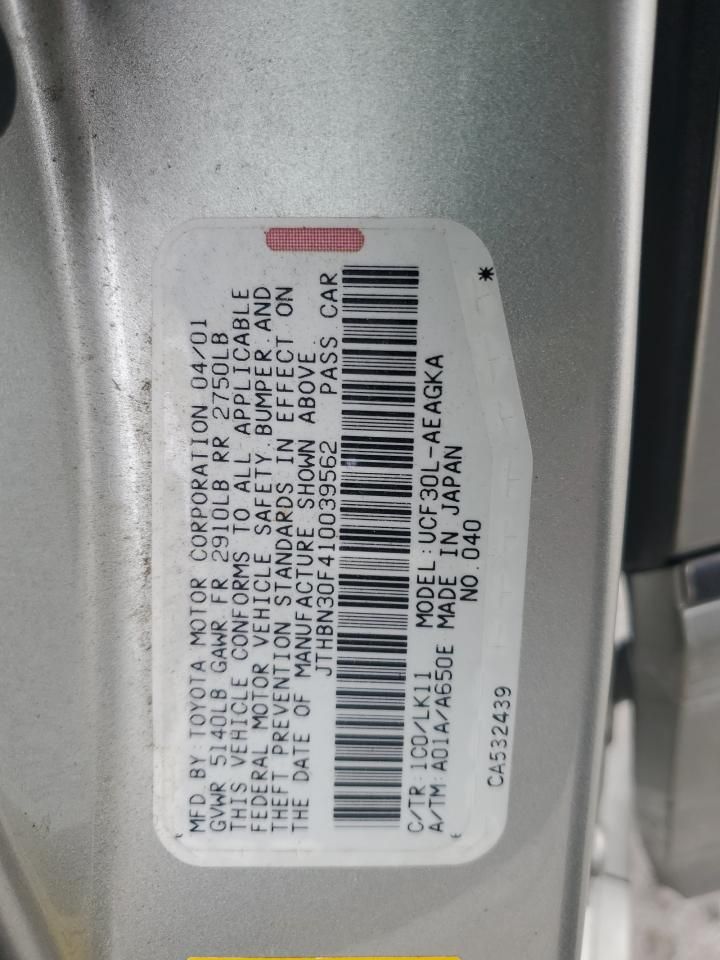 MFD. BY: TOYOTA MOTOR CORPORATION 04/01
GVWR 5140LB GAWR FR 2910LB RR 2750LB
THIS VEHICLE CONFORMS TO ALL APPLICABLE
FEDERAL MOTOR VEHICLE SAFETY, BUMPER, AND
THEFT PREVENTION STANDARDS IN EFFECT ON
THE DATE OF MANUFACTURE SHOWN ABOVE.
JTHBN30F410039562 PASS CAR
C/TR: 1C0/LK11 MODEL: UCF30L-AEAGKA
A/TM: A01A/A650E MADE IN JAPAN
NO. 040
CA532439 *